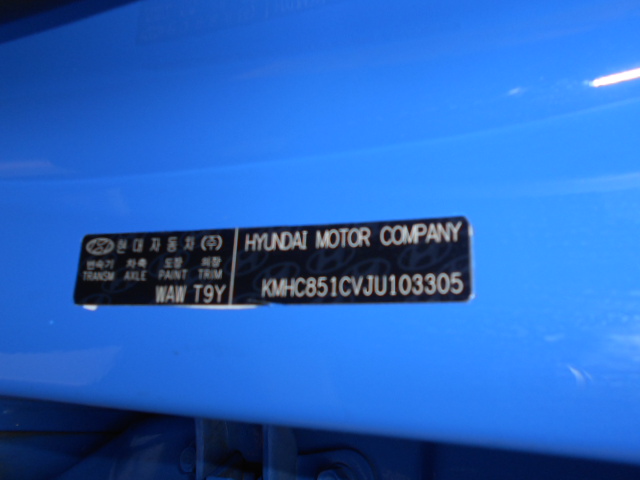 현대자동차(주)
변속기 차축 도장 외장
TRANSM AXLE PAINT TRIM
WAW T9Y
HYUNDAI MOTOR COMPANY
KMHC851CVJU103305